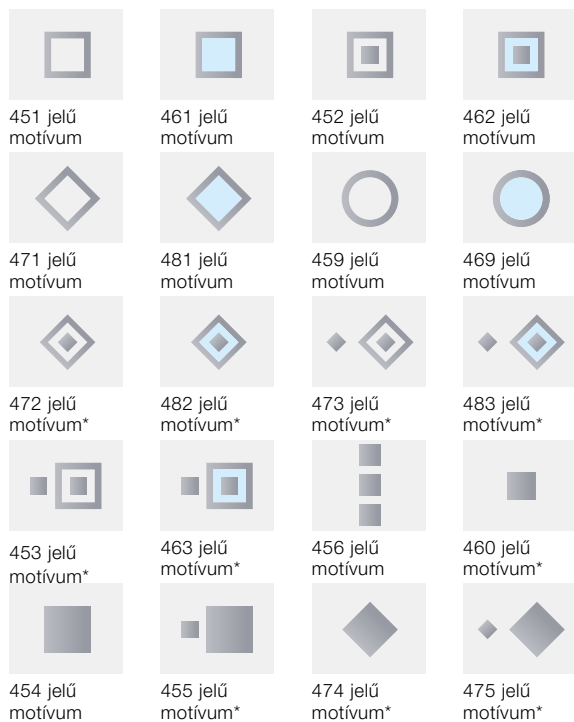 451 jelű
motívum
461 jelű
motívum
452 jelű
motívum
462 jelű
motívum
471 jelű
motívum
481 jelű
motívum
459 jelű
motívum
469 jelű
motívum
472 jelű
motívum*
482 jelű
motívum*
473 jelű
motívum*
483 jelű
motívum*
453 jelű
motívum*
463 jelű
motívum*
456 jelű
motívum
460 jelű
motívum*
454 jelű
motívum
455 jelű
motívum*
474 jelű
motívum*
475 jelű
motívum*